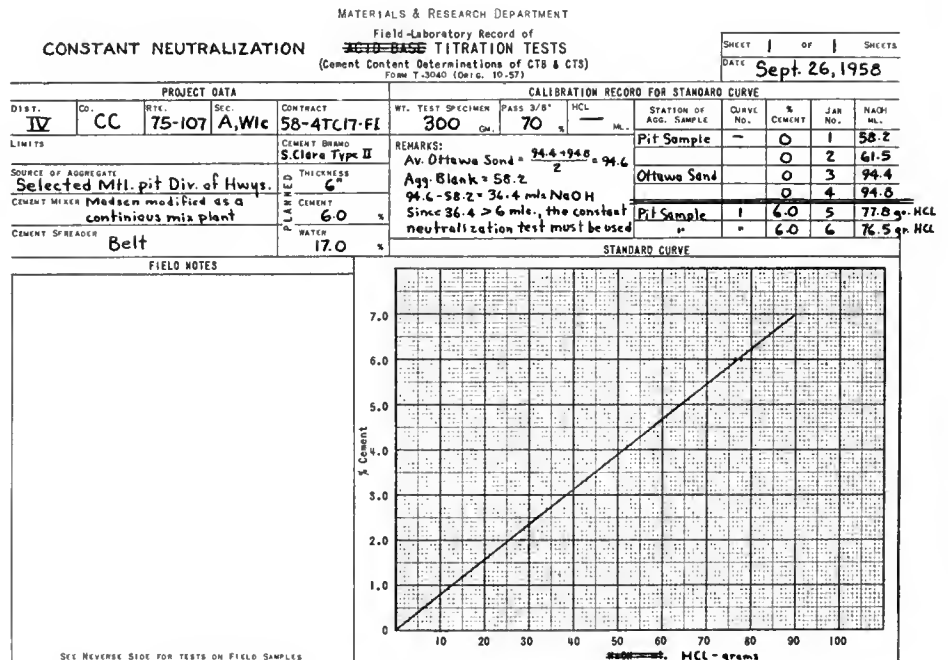 MATERIALS & RESEARCH DEPARTMENT
Field-Laboratory Record of
CONSTANT NEUTRALIZATION ACID BASE TITRATION TESTS
(Cement Content Determinations of CTB & CTS)
FORM T-3040 (ORIG. 10-57)
SHEET 1 OF 1 SHEETS
DATE Sept. 26, 1958
PROJECT DATA
DIST. CO. RTE. SEC. CONTRACT
IV CC 75-107 A,Wlc 58-4TC17-FI
LIMITS
CEMENT BRAND
S.Clara Type II
SOURCE OF AGGREGATE
Selected Mtl. pit Div. of Hwys.
CEMENT MIXER Madsen modified as a
continious mix plant
CEMENT SPREADER
Belt
PLANNED
THICKNESS
6"
CEMENT
6.0 %
WATER
17.0 %
CALIBRATION RECORD FOR STANDARD CURVE
WT. TEST SPECIMEN PASS 3/8" HCL
300 GM. 70 % — ML.
REMARKS:
Av. Ottawa Sand = 94.4+94.8 / 2 = 94.6
Agg. Blank = 58.2
94.6-58.2 = 36.4 mls NaOH
Since 36.4 > 6 mls., the constant
neutralization test must be used
STATION OF AGG. SAMPLE CURVE NO. % CEMENT JAR NO. NAOH ML.
Pit Sample — 0 1 58.2
0 2 61.5
Ottawa Sand 0 3 94.4
0 4 94.8
Pit Sample 1 6.0 5 77.8 gr. HCL
" " 6.0 6 76.5 gr. HCL
FIELD NOTES
SEE REVERSE SIDE FOR TESTS ON FIELD SAMPLES
STANDARD CURVE
% Cement
7.0
6.0
5.0
4.0
3.0
2.0
1.0
0
10 20 30 40 50 60 70 80 90 100
HCL - grams